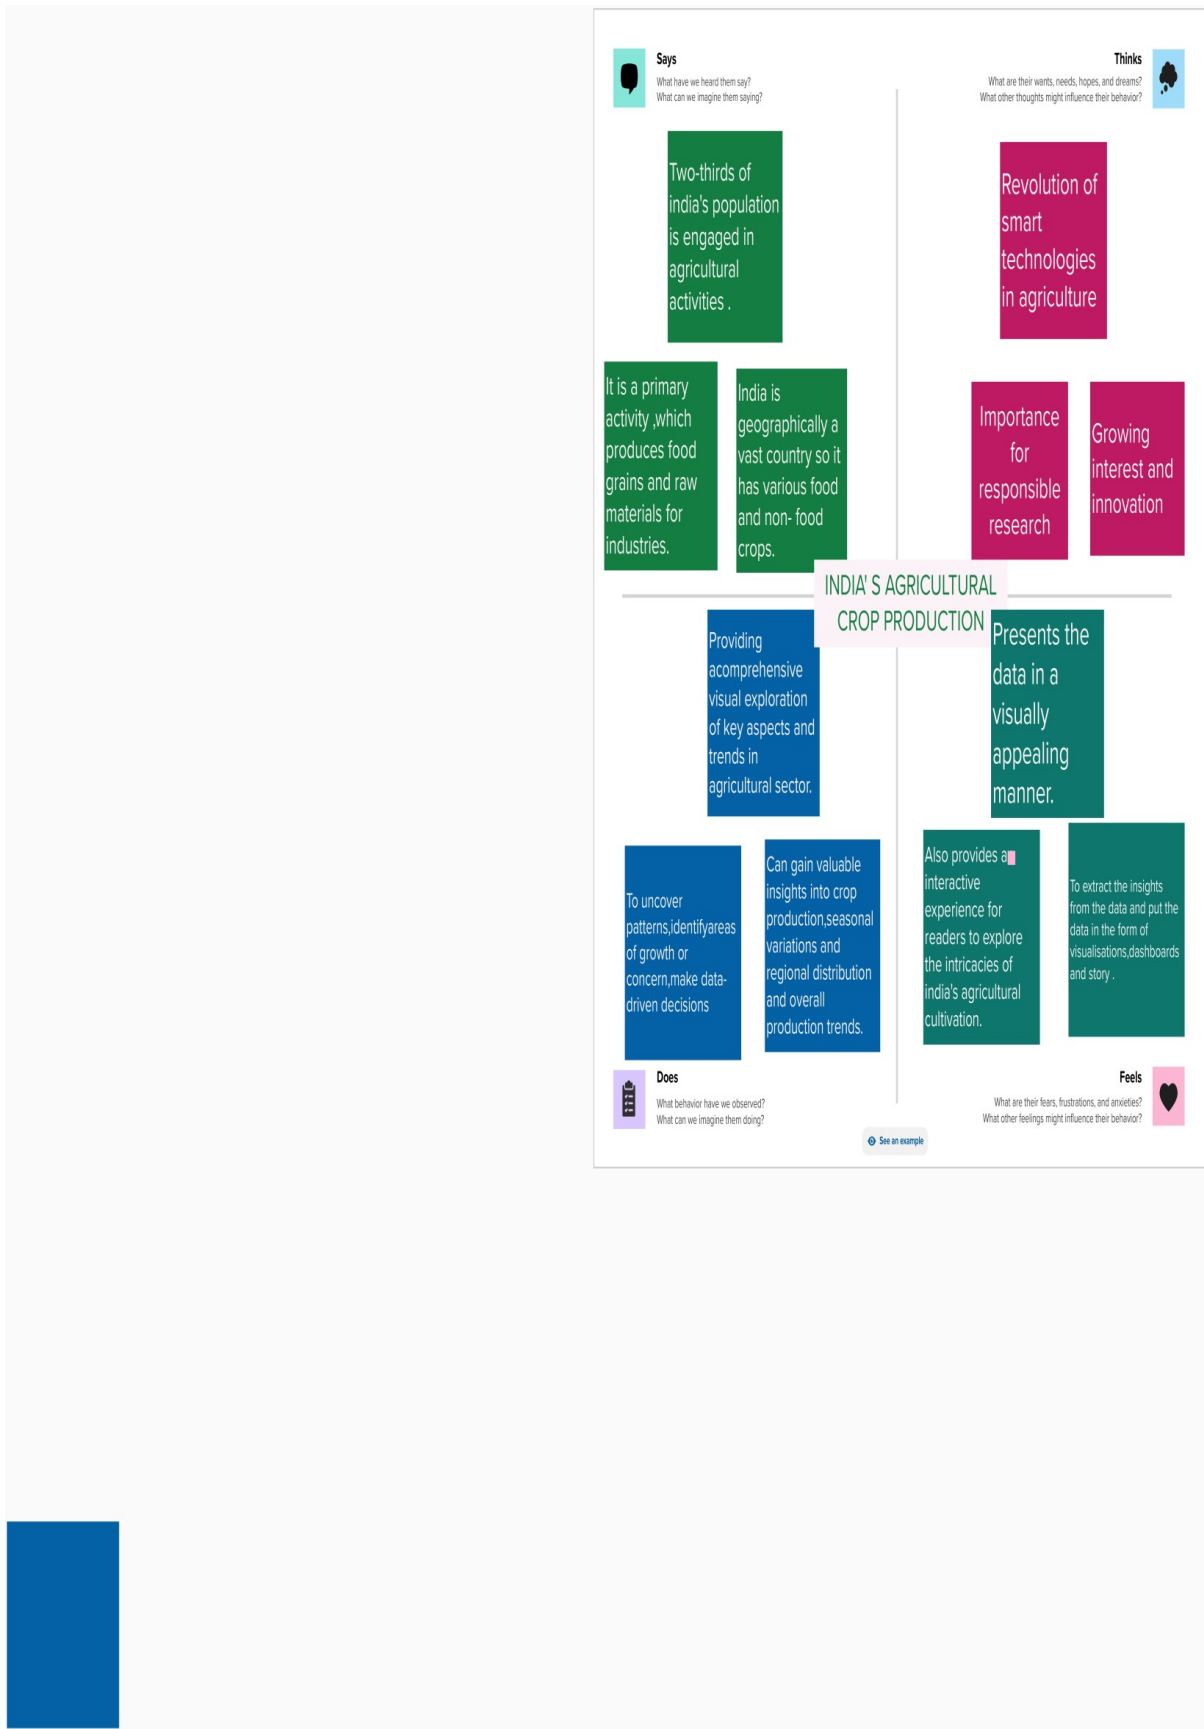 Says
What have we heard them say?
What can we imagine them saying?
Thinks
What are their wants, needs, hopes, and dreams?
What other thoughts might influence their behavior?
Two-thirds of
india's population
is engaged in
agricultural
activities .
Revolution of
smart
technologies
in agriculture
It is a primary
activity ,which
produces food
grains and raw
materials for
industries.
India is
geographically a
vast country so it
has various food
and non- food
crops.
Importance
for
responsible
research
Growing
interest and
innovation
INDIA' S AGRICULTURAL
CROP PRODUCTION
Providing
acomprehensive
visual exploration
of key aspects and
trends in
agricultural sector.
Presents the
data in a
visually
appealing
manner.
To uncover
patterns,identifyareas
of growth or
concern,make data-
driven decisions
Can gain valuable
insights into crop
production,seasonal
variations and
regional distribution
and overall
production trends.
Also provides a
interactive
experience for
readers to explore
the intricacies of
india's agricultural
cultivation.
To extract the insights
from the data and put the
data in the form of
visualisations,dashboards
and story .
Does
What behavior have we observed?
What can we imagine them doing?
Feels
What are their fears, frustrations, and anxieties?
What other feelings might influence their behavior?
See an example